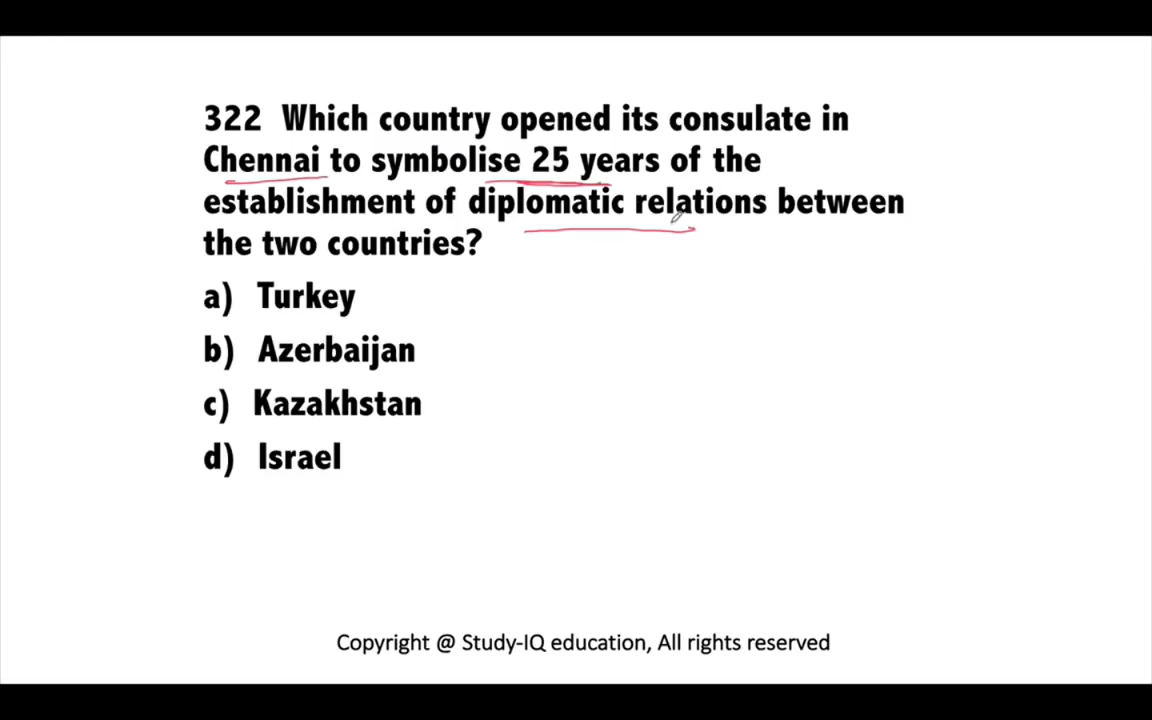 322 Which country opened its consulate in
Chennai to symbolise 25 years of the
establishment of diplomatic relations between
the two countries?
a) Turkey
b) Azerbaijan
c) Kazakhstan
d) Israel
Copyright @ Study-IQ education, All rights reserved